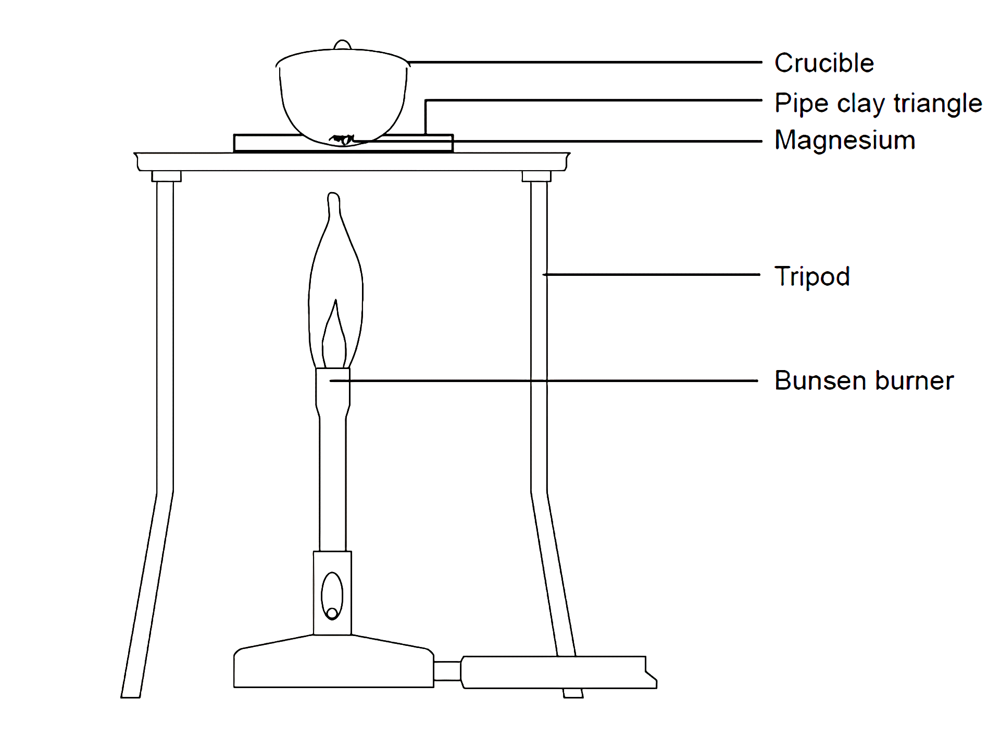 Crucible
Pipe clay triangle
Magnesium
Tripod
Bunsen burner